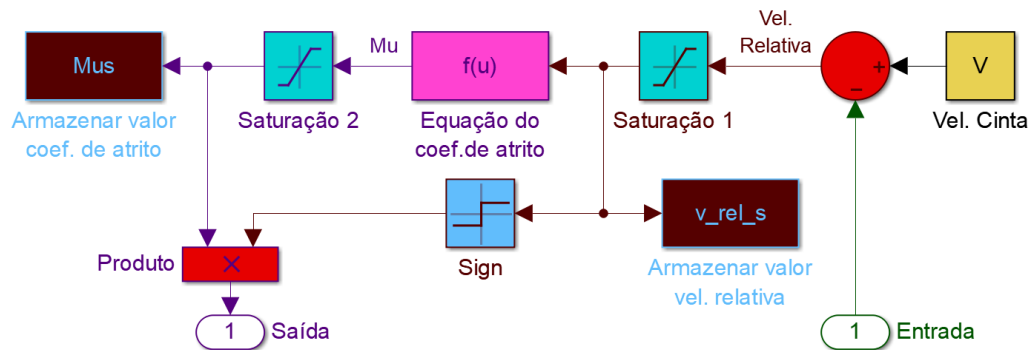 Vel.
Relativa
Mu
Mus
f(u)
+
−
V
Armazenar valor
coef. de atrito
Saturação 2
Equação do
coef.de atrito
Saturação 1
Vel. Cinta
v_rel_s
Sign
Armazenar valor
vel. relativa
Produto
×
1
Saída
1
Entrada